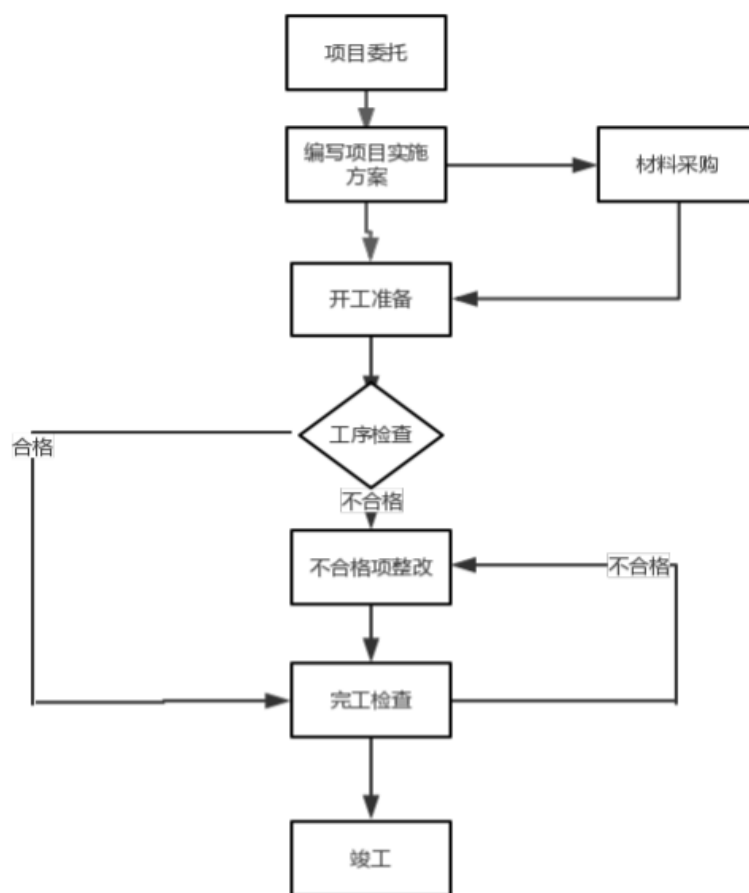 项目委托
编写项目实施
方案
材料采购
开工准备
工序检查
合格
不合格
不合格项整改
不合格
完工检查
竣工